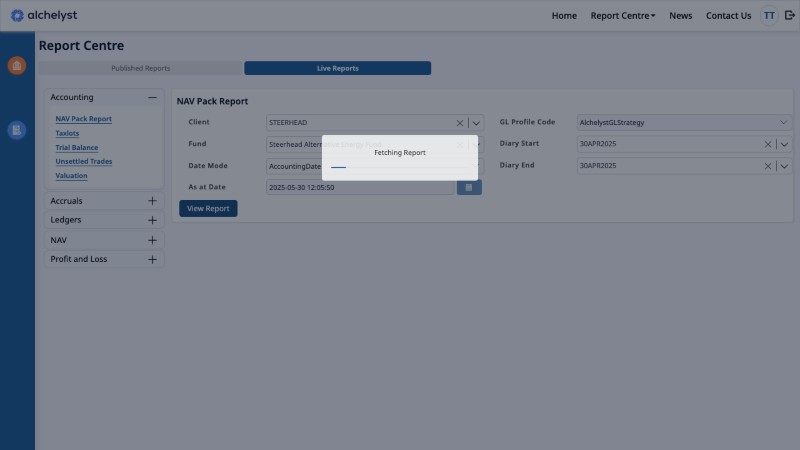 alchelyst
Home Report Centre News Contact Us TT
Report Centre
Published Reports Live Reports
Accounting
NAV Pack Report
Taxlots
Trial Balance
Unsettled Trades
Valuation
Accruals
Ledgers
NAV
Profit and Loss
NAV Pack Report
Client STEERHEAD GL Profile Code AlchelystGLStrategy
Fund Steerhead Alternative Energy Fund Diary Start 30APR2025
Fetching Report
Date Mode AccountingDate Diary End 30APR2025
As at Date 2025-05-30 12:05:50
View Report